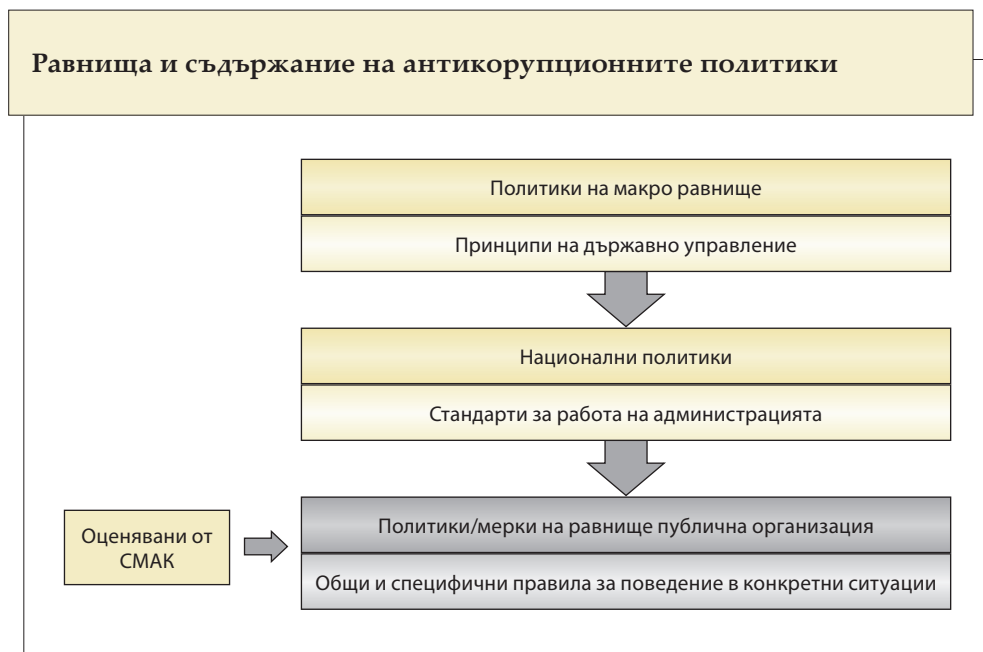 Равнища и съдържание на антикорупционните политики
Политики на макро равнище
Принципи на държавно управление
Национални политики
Стандарти за работа на администрацията
Оценявани от
СМАК
Политики/мерки на равнище публична организация
Общи и специфични правила за поведение в конкретни ситуации